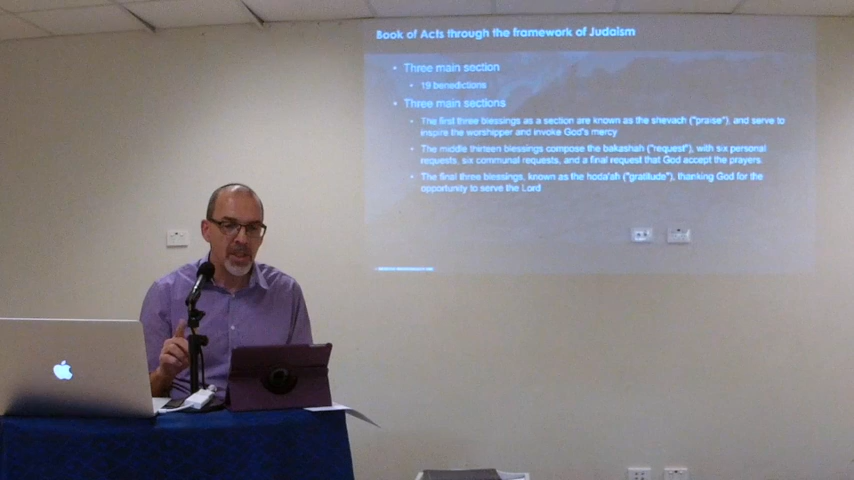 Book of Acts through the framework of Judaism
• Three main section
• 19 benedictions
• Three main sections
• The first three blessings as a section are known as the shevach ("praise"), and serve to
inspire the worshipper and invoke God's mercy
• The middle thirteen blessings compose the bakashah ("request"), with six personal
requests, six communal requests, and a final request that God accept the prayers.
• The final three blessings, known as the hoda'ah ("gratitude"), thanking God for the
opportunity to serve the Lord